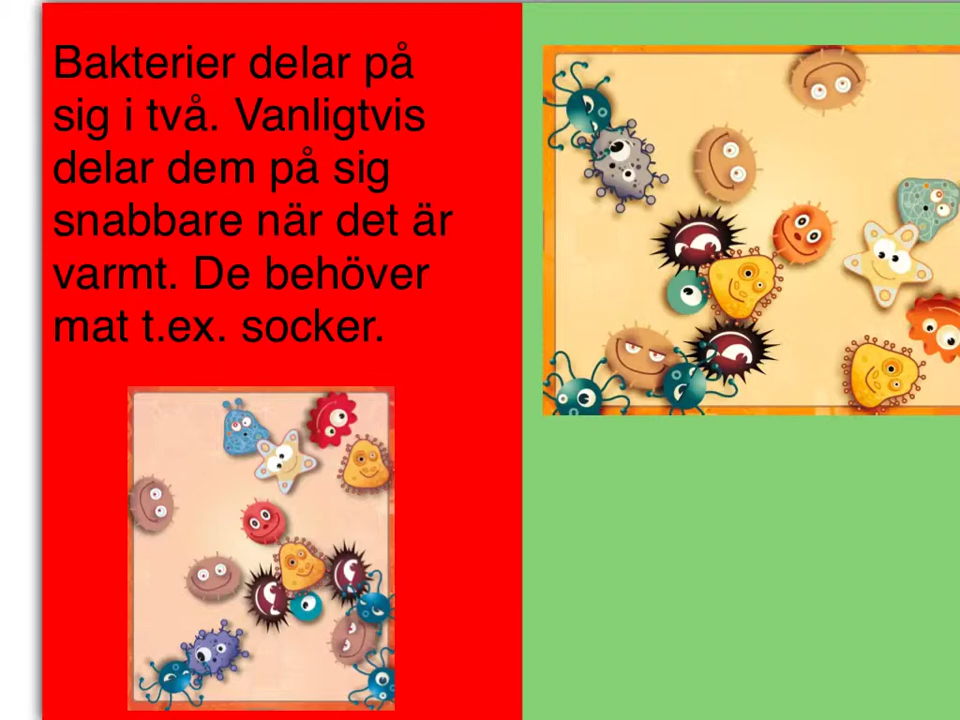 Bakterier delar på
sig i två. Vanligtvis
delar dem på sig
snabbare när det är
varmt. De behöver
mat t.ex. socker.